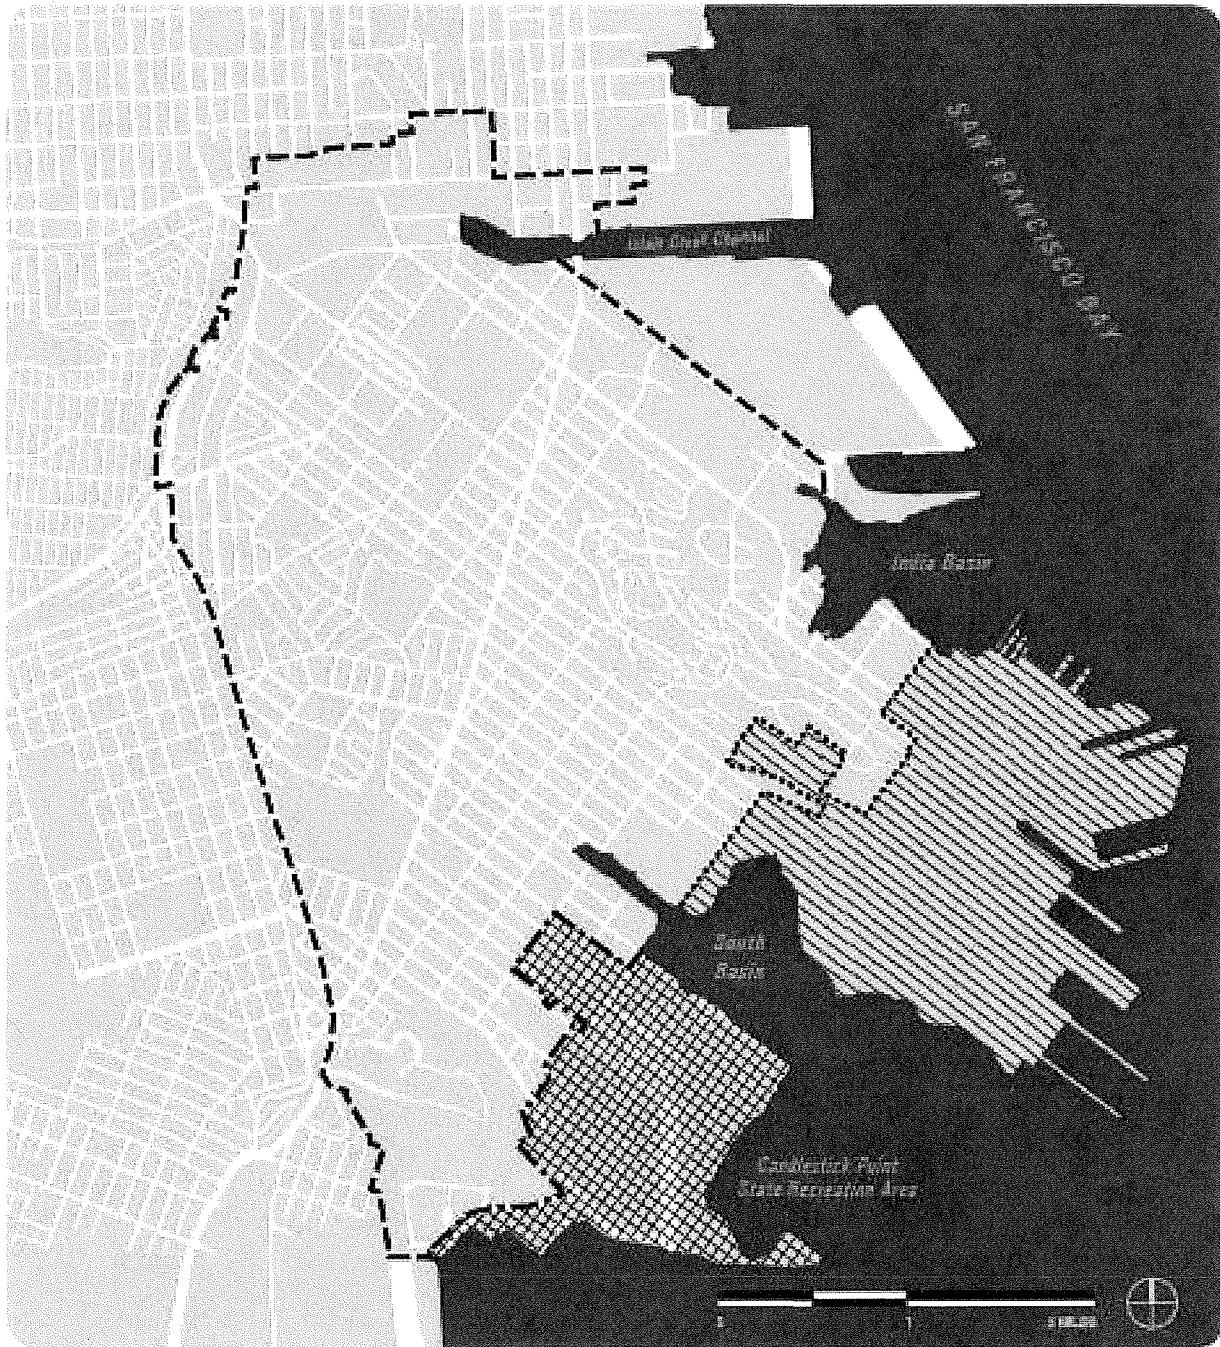 SAN FRANCISCO BAY
Islais Creek Channel
India Basin
South
Basin
Candlestick Point
State Recreation Area
0
1